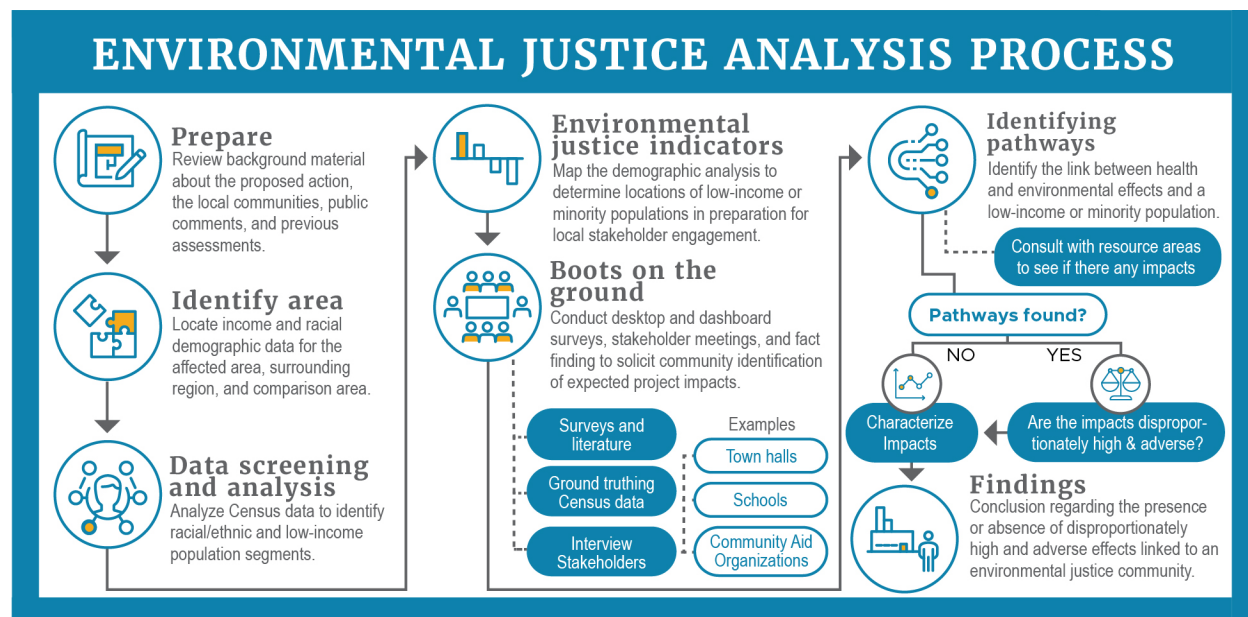 ENVIRONMENTAL JUSTICE ANALYSIS PROCESS
Prepare
Review background material
about the proposed action,
the local communities, public
comments, and previous
assessments.
Identify area
Locate income and racial
demographic data for the
affected area, surrounding
region, and comparison area.
Data screening
and analysis
Analyze Census data to identify
racial/ethnic and low-income
population segments.
Environmental
justice indicators
Map the demographic analysis to
determine locations of low-income or
minority populations in preparation for
local stakeholder engagement.
Boots on the
ground
Conduct desktop and dashboard
surveys, stakeholder meetings, and fact
finding to solicit community identification
of expected project impacts.
Surveys and
literature
Ground truthing
Census data
Interview
Stakeholders
Examples
Town halls
Schools
Community Aid
Organizations
Identifying
pathways
Identify the link between health
and environmental effects and a
low-income or minority population.
Consult with resource areas
to see if there any impacts
Pathways found?
NO
YES
Characterize
Impacts
Are the impacts dispropor-
tionately high & adverse?
Findings
Conclusion regarding the presence
or absence of disproportionately
high and adverse effects linked to an
environmental justice community.